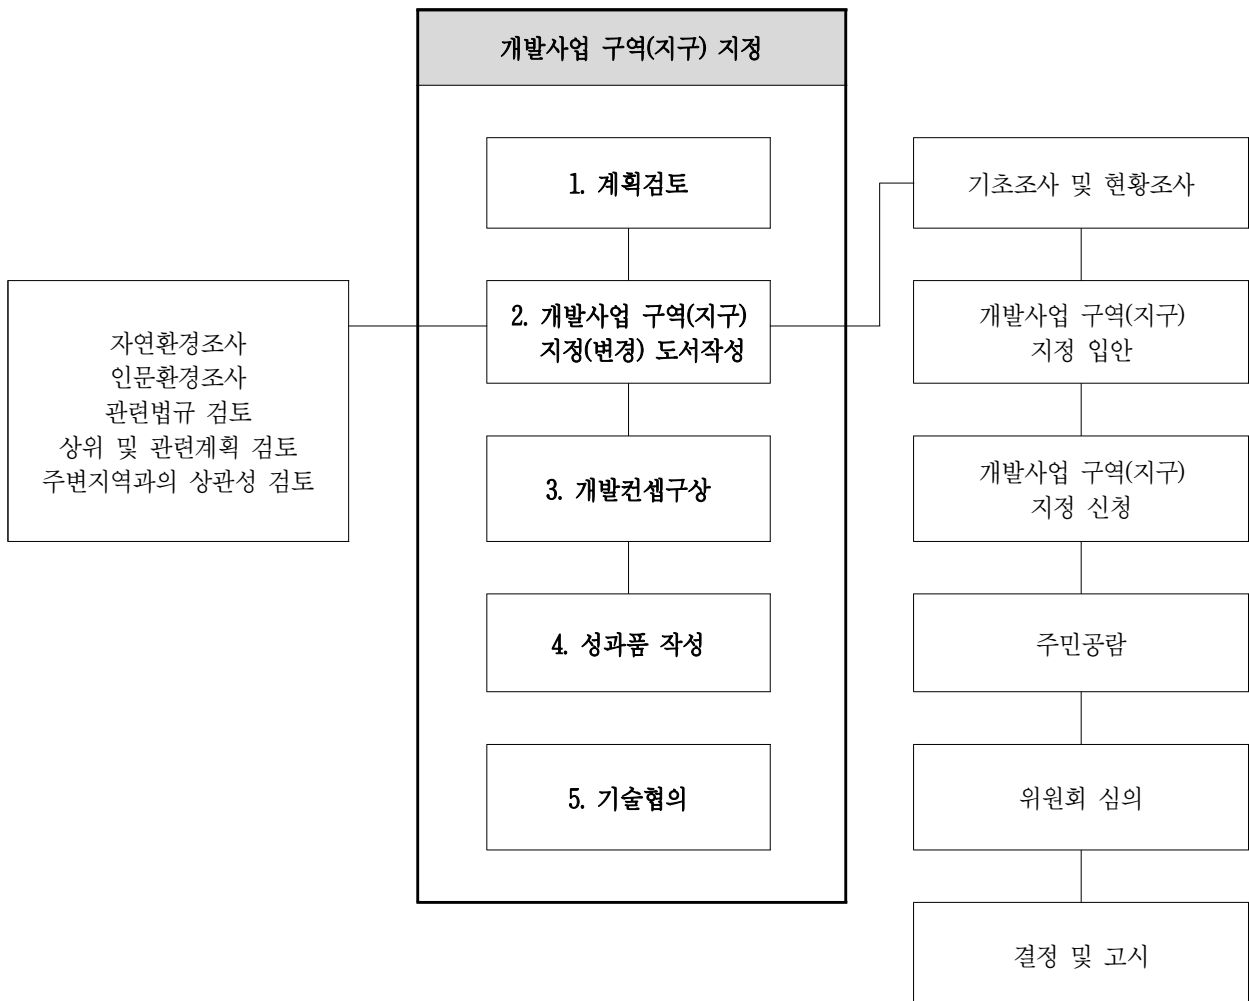 개발사업 구역(지구) 지정
1. 계획검토
2. 개발사업 구역(지구)
지정(변경) 도서작성
3. 개발컨셉구상
4. 성과품 작성
5. 기술협의
자연환경조사
인문환경조사
관련법규 검토
상위 및 관련계획 검토
주변지역과의 상관성 검토
기초조사 및 현황조사
개발사업 구역(지구)
지정 입안
개발사업 구역(지구)
지정 신청
주민공람
위원회 심의
결정 및 고시